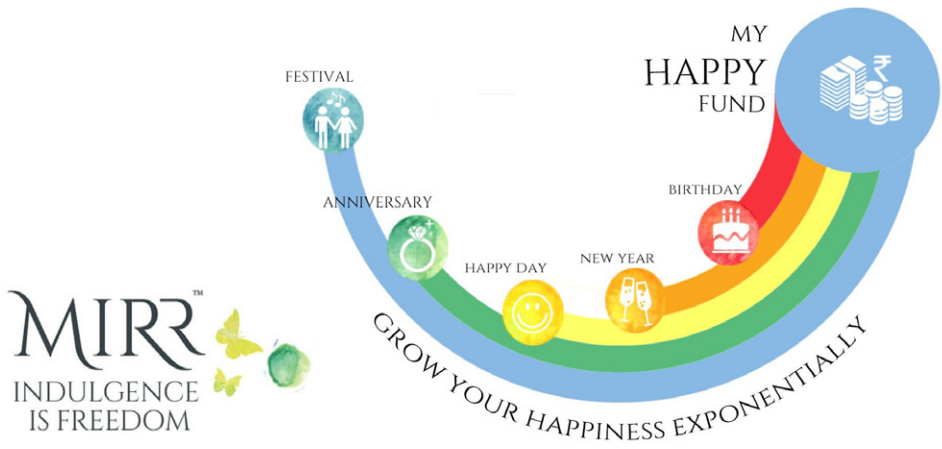 MY
HAPPY
FUND
₹
FESTIVAL
ANNIVERSARY
HAPPY DAY
NEW YEAR
BIRTHDAY
GROW YOUR HAPPINESS EXPONENTIALLY
MIRR™
INDULGENCE
IS FREEDOM